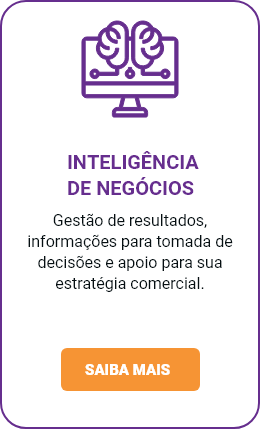 INTELIGÊNCIA
DE NEGÓCIOS
Gestão de resultados,
informações para tomada de
decisões e apoio para sua
estratégia comercial.
SAIBA MAIS